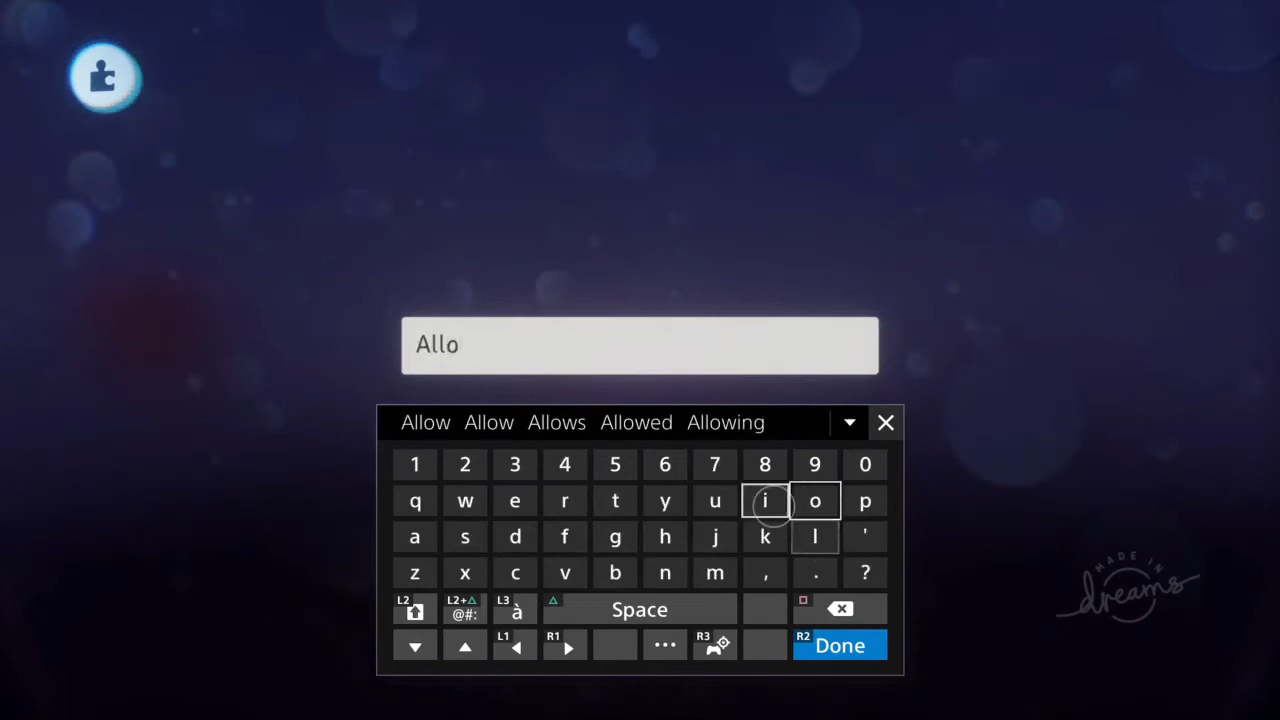 Allo
Allow Allow Allows Allowed Allowing
1 2 3 4 5 6 7 8 9 0
q w e r t y u i o p
a s d f g h j k l '
z x c v b n m , . ?
L2 L2+△ @#: L3 à △ Space □
L1 R1 ... R3 R2 Done
MADE IN
dreams